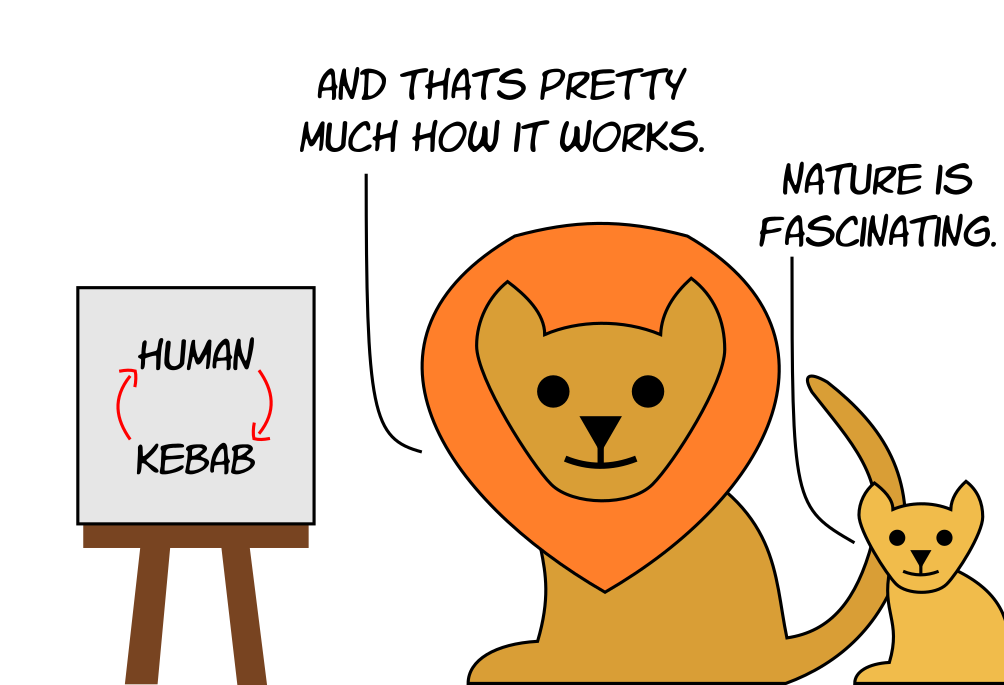 AND THATS PRETTY
MUCH HOW IT WORKS.
NATURE IS
FASCINATING.
HUMAN
KEBAB